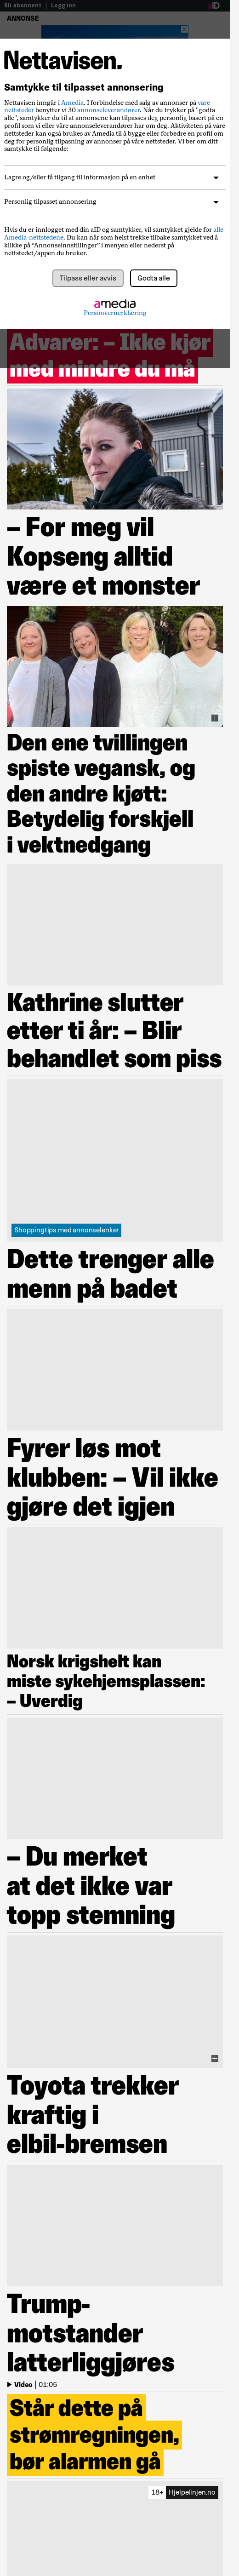 Bli abonnent | Logg inn
ANNONSE
Nettavisen.
Samtykke til tilpasset annonsering
Nettavisen inngår i Amedia. I forbindelse med salg av annonser på våre
nettsteder benytter vi 30 annonseleverandører. Når du trykker på "godta
alle", samtykker du til at annonser kan tilpasses deg personlig basert på en
profil som vi eller våre annonseleverandører har om deg. Aktiviteten på våre
nettsteder kan også brukes av Amedia til å bygge eller forbedre en profil om
deg for personlig tilpasning av annonser på våre nettsteder. Vi ber om ditt
samtykke til følgende:
Lagre og/eller få tilgang til informasjon på en enhet
Personlig tilpasset annonsering
Hvis du er innlogget med din aID og samtykker, vil samtykket gjelde for alle
Amedia-nettstedene. Du kan når som helst trekke tilbake samtykket ved å
klikke på “Annonseinnstillinger” i menyen eller nederst på
nettstedet/appen du bruker.
Tilpass eller avvis
Godta alle
amedia
Personvernerklæring
Advarer: – Ikke kjør
med mindre du må
– For meg vil
Kopseng alltid
være et monster
Den ene tvillingen
spiste vegansk, og
den andre kjøtt:
Betydelig forskjell
i vektnedgang
Kathrine slutter
etter ti år: – Blir
behandlet som piss
Shoppingtips med annonselenker
Dette trenger alle
menn på badet
Fyrer løs mot
klubben: – Vil ikke
gjøre det igjen
Norsk krigshelt kan
miste sykehjemsplassen:
– Uverdig
– Du merket
at det ikke var
topp stemning
Toyota trekker
kraftig i
elbil-bremsen
Trump-
motstander
latterliggjøres
Video | 01:05
Står dette på
strømregningen,
bør alarmen gå
18+ Hjelpelinjen.no